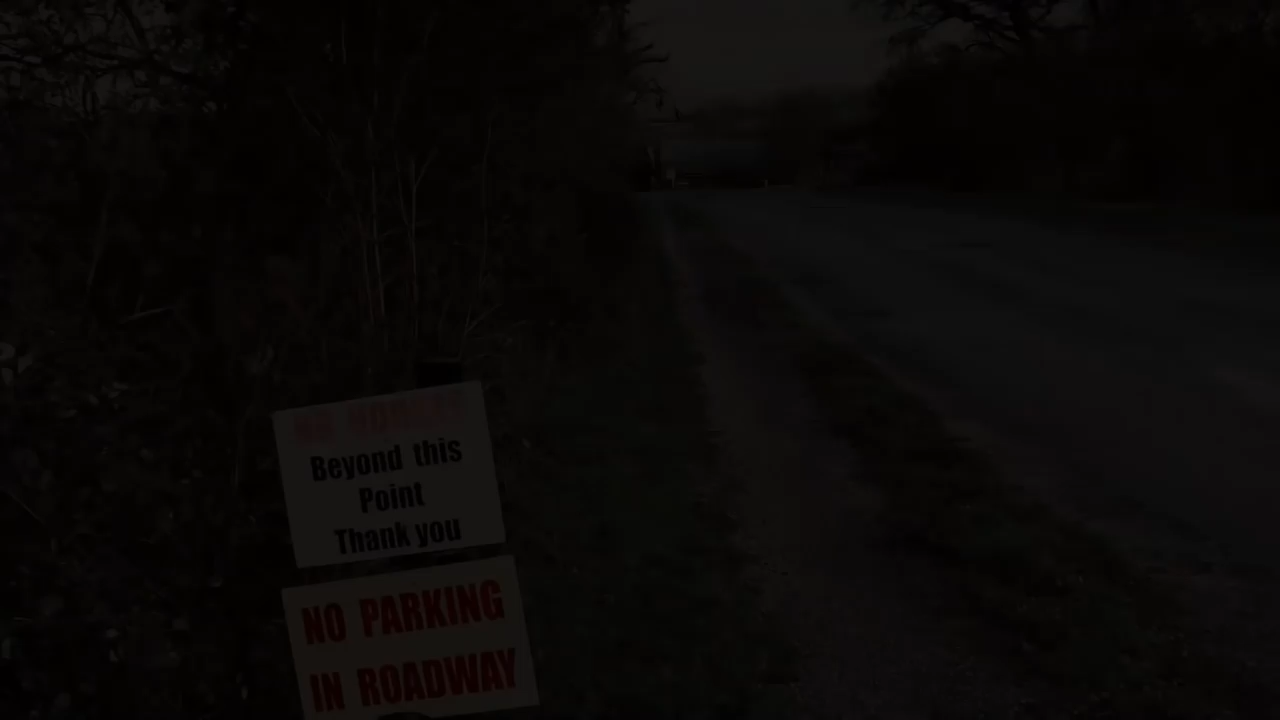 Beyond this
Point
Thank you
NO PARKING
IN ROADWAY